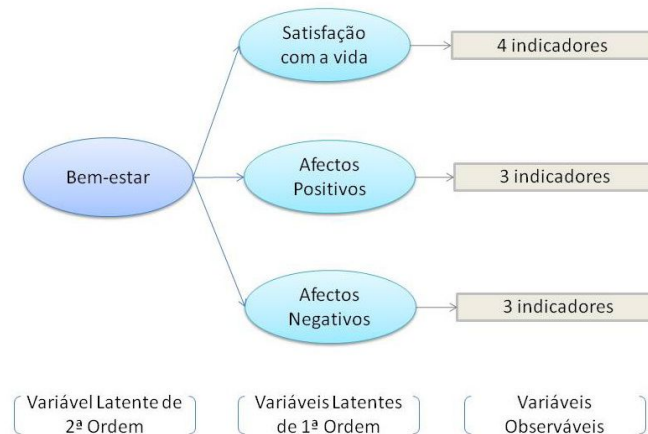 Satisfação
com a vida
4 indicadores
Bem-estar
Afectos
Positivos
3 indicadores
Afectos
Negativos
3 indicadores
Variável Latente de
2ª Ordem
Variáveis Latentes
de 1ª Ordem
Variáveis
Observáveis